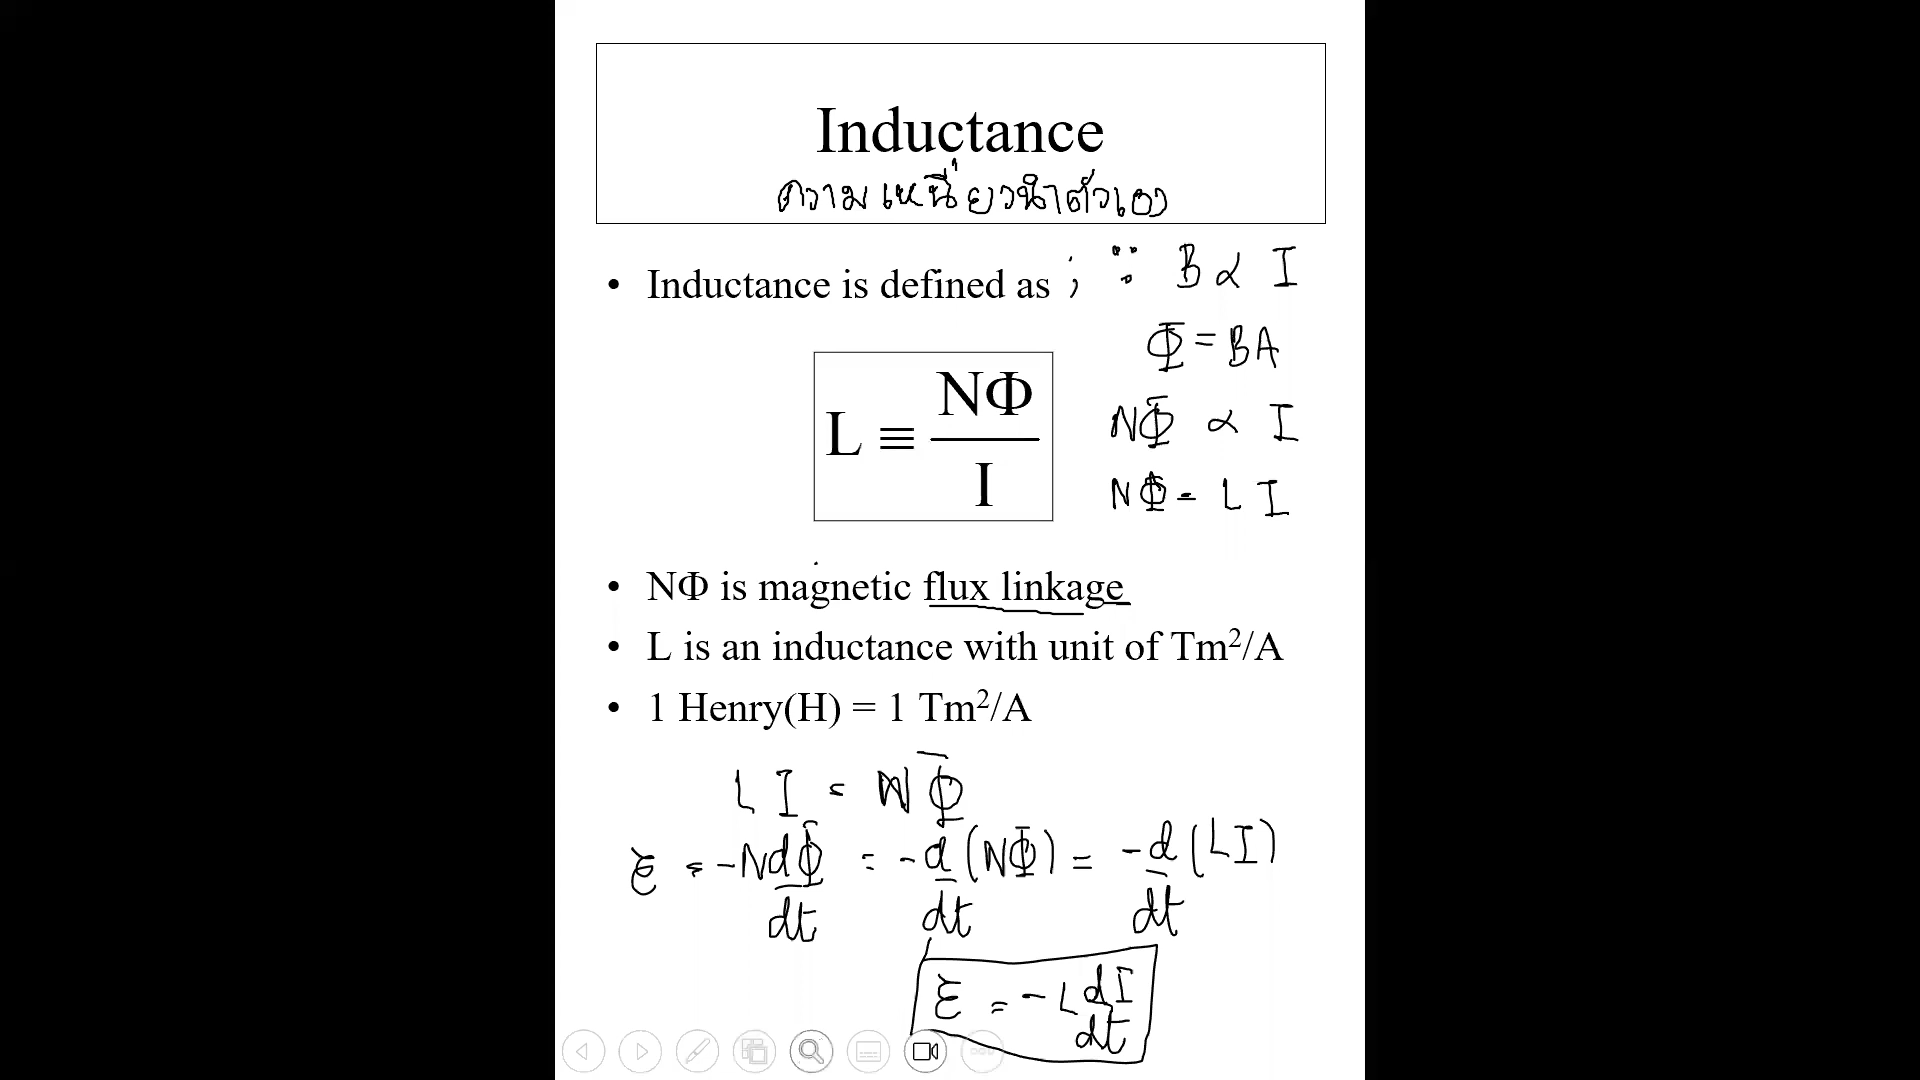 Inductance
ความเหนี่ยวนำตัวเอง
• Inductance is defined as ; ∵ B ∝ I
Φ = BA
L ≡ NΦ/I
NΦ ∝ I
NΦ = L I
• NΦ is magnetic flux linkage
• L is an inductance with unit of Tm²/A
• 1 Henry(H) = 1 Tm²/A
L I = NΦ
ℰ = -N dΦ/dt = -d/dt (NΦ) = -d/dt (LI)
ℰ = -L dI/dt